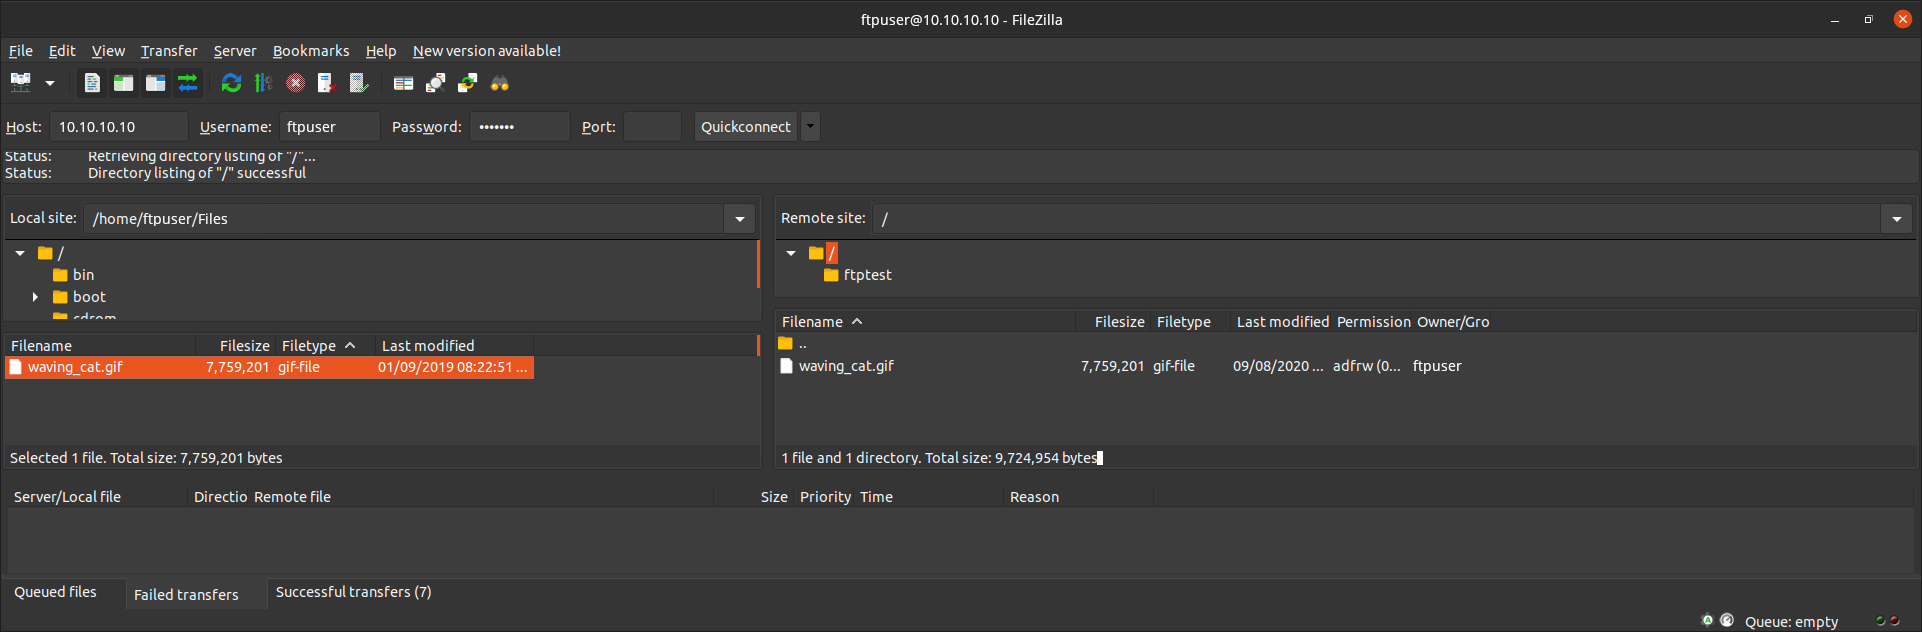 ftpuser@10.10.10.10 - FileZilla
File Edit View Transfer Server Bookmarks Help New version available!
Host: 10.10.10.10 Username: ftpuser Password: ••••••• Port: Quickconnect
Status: Retrieving directory listing of "/"...
Status: Directory listing of "/" successful
Local site: /home/ftpuser/Files
Remote site: /
/
bin
boot
cdrom
/
ftptest
Filename Filesize Filetype Last modified
waving_cat.gif 7,759,201 gif-file 01/09/2019 08:22:51 ...
Selected 1 file. Total size: 7,759,201 bytes
Filename Filesize Filetype Last modified Permission Owner/Gro
..
waving_cat.gif 7,759,201 gif-file 09/08/2020 ... adfrw (0... ftpuser
1 file and 1 directory. Total size: 9,724,954 bytes
Server/Local file Directio Remote file Size Priority Time Reason
Queued files Failed transfers Successful transfers (7)
Queue: empty